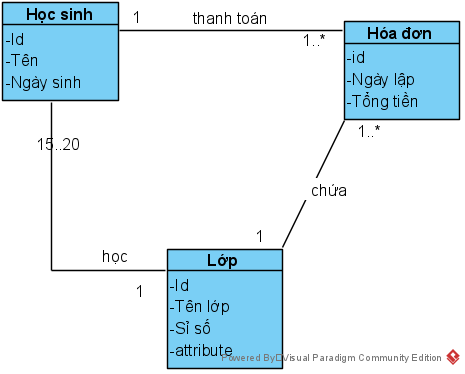 Học sinh
-Id
-Tên
-Ngày sinh
1
thanh toán
1..*
Hóa đơn
-id
-Ngày lập
-Tổng tiền
1..*
15..20
chứa
1
học
1
Lớp
-Id
-Tên lớp
-Sỉ số
-attribute
Powered By Visual Paradigm Community Edition